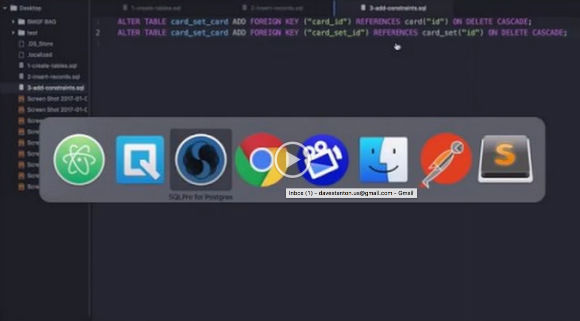 Desktop
1-create-tables.sql
2-insert-records.sql
3-add-constraints.sql
SWIFT BAG
test
.DS_Store
.localized
1-create-tables.sql
2-insert-records.sql
3-add-constraints.sql
Screen Shot 2017-01-0
Screen Shot 2017-01-0
Scre
Scre
Scre
Scre
Scre
Scre
Scre
1 ALTER TABLE card_set_card ADD FOREIGN KEY ("card_id") REFERENCES card("id") ON DELETE CASCADE;
2 ALTER TABLE card_set_card ADD FOREIGN KEY ("card_set_id") REFERENCES card_set("id") ON DELETE CASCADE;
3
S
SQLPro for Postgres
Inbox (1) - davestanton.us@gmail.com - Gmail